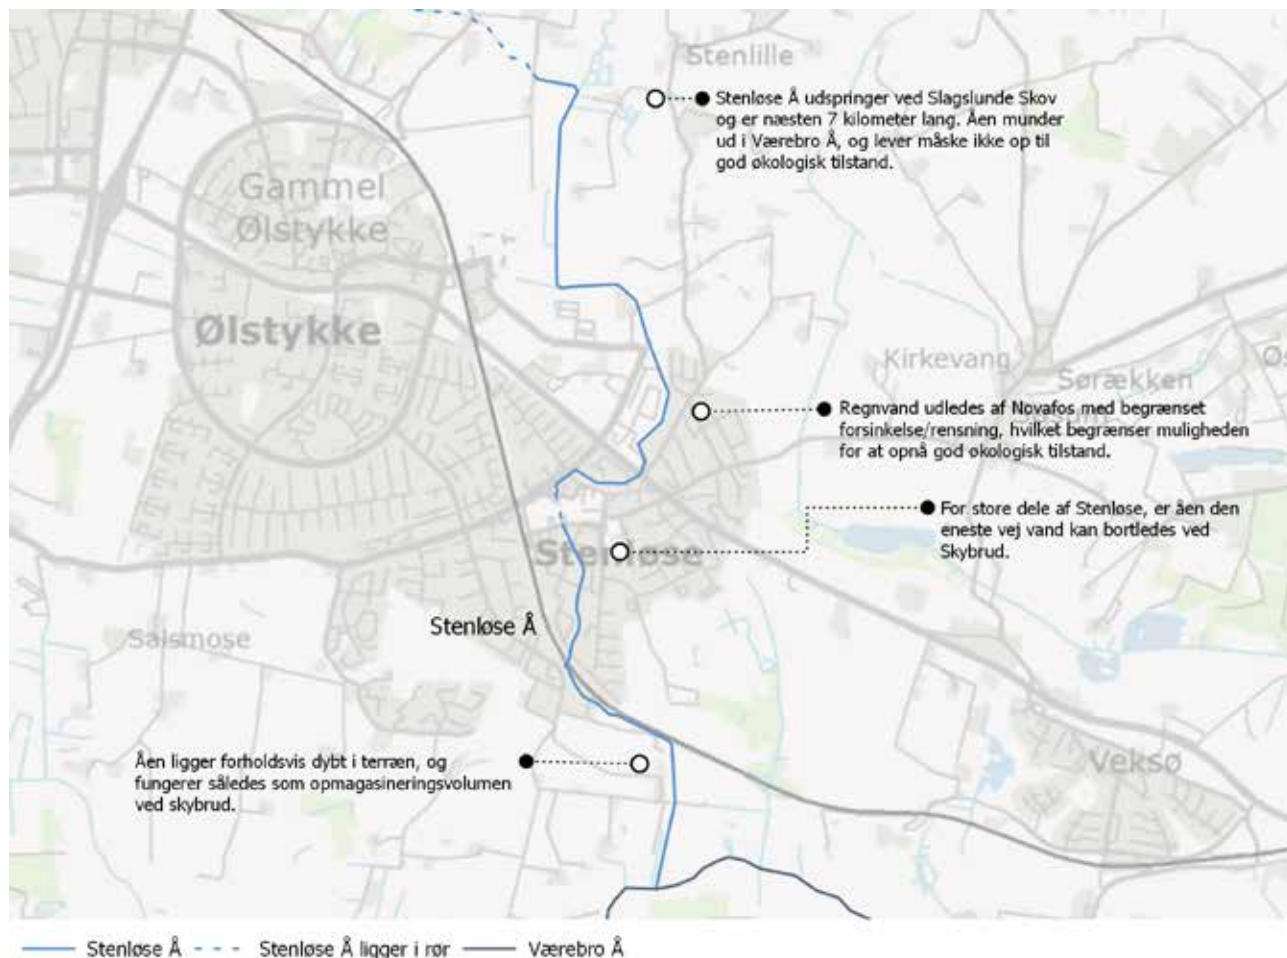 Stenlille
Stenløse Å udspringer ved Slagslunde Skov
og er næsten 7 kilometer lang. Åen munder
ud i Værebro Å, og lever måske ikke op til
god økologisk tilstand.
Gammel
Ølstykke
Ølstykke
Kirkevang
Sørækken
Regnvand udledes af Novafos med begrænset
forsinkelse/rensning, hvilket begrænser muligheden
for at opnå god økologisk tilstand.
For store dele af Stenløse, er åen den
eneste vej vand kan bortledes ved
Skybrud.
Stenløse
Stenløse Å
Salsmose
Åen ligger forholdsvis dybt i terræn, og
fungerer således som opmagasineringsvolumen
ved skybrud.
Veksø
Stenløse Å
Stenløse Å ligger i rør
Værebro Å